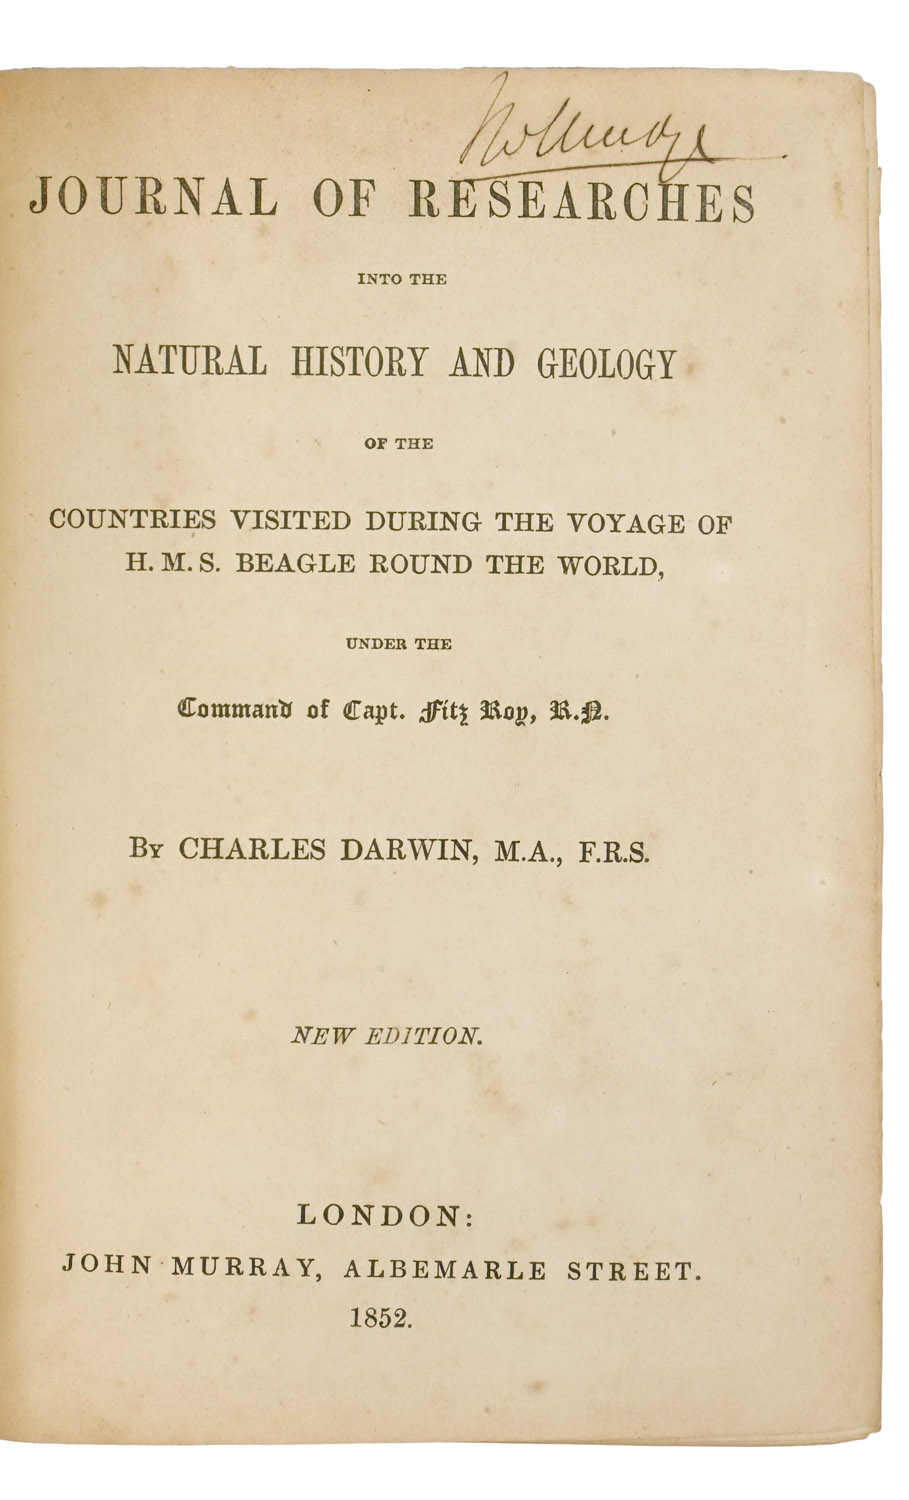 JOURNAL OF RESEARCHES
INTO THE
NATURAL HISTORY AND GEOLOGY
OF THE
COUNTRIES VISITED DURING THE VOYAGE OF
H. M. S. BEAGLE ROUND THE WORLD,
UNDER THE
Command of Capt. Fitz Roy, R.N.
By CHARLES DARWIN, M.A., F.R.S.
NEW EDITION.
LONDON:
JOHN MURRAY, ALBEMARLE STREET.
1852.